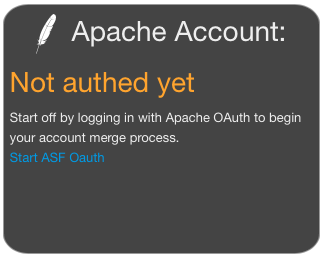 Apache Account:
Not authed yet
Start off by logging in with Apache OAuth to begin
your account merge process.
Start ASF Oauth